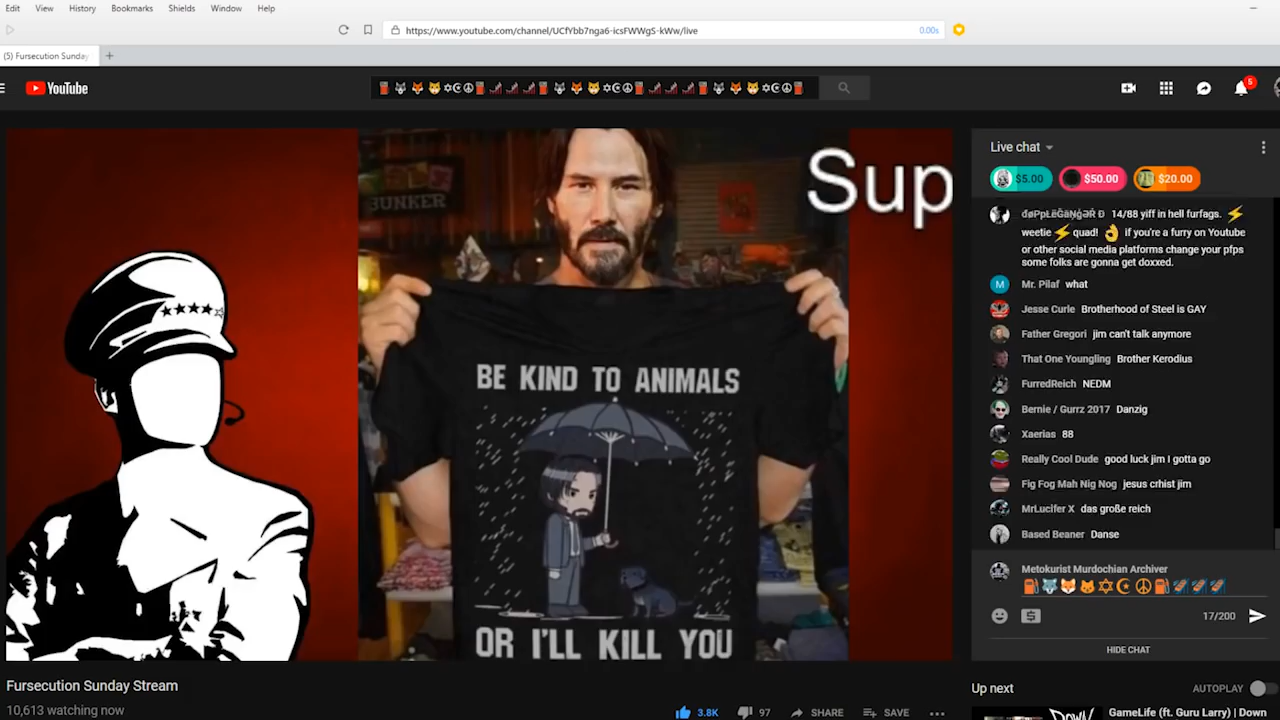 Edit View History Bookmarks Shields Window Help
https://www.youtube.com/channel/UCfYbb7nga6-icsFWWgS-kWw/live 0.00s
(5) Fursecution Sunday
YouTube
5
BUNKER
Sup
BE KIND TO ANIMALS
OR I'LL KILL YOU
Live chat
$5.00 $50.00 $20.00
14/88 yiff in hell furfags. ⚡
weetie ⚡ quad! 👌 if you're a furry on Youtube
or other social media platforms change your pfps
some folks are gonna get doxxed.
M Mr. Pilaf what
Jesse Curle Brotherhood of Steel is GAY
Father Gregori jim can't talk anymore
That One Youngling Brother Kerodius
FurredReich NEDM
Bernie / Gurrz 2017 Danzig
Xaerias 88
Really Cool Dude good luck jim I gotta go
Fig Fog Mah Nig Nog jesus crhist jim
MrLucifer X das große reich
Based Beaner Danse
Metokurist Murdochian Archiver
17/200
HIDE CHAT
Fursecution Sunday Stream
10,613 watching now
3.8K 97 SHARE SAVE
Up next AUTOPLAY
GameLife (ft. Guru Larry) | Down